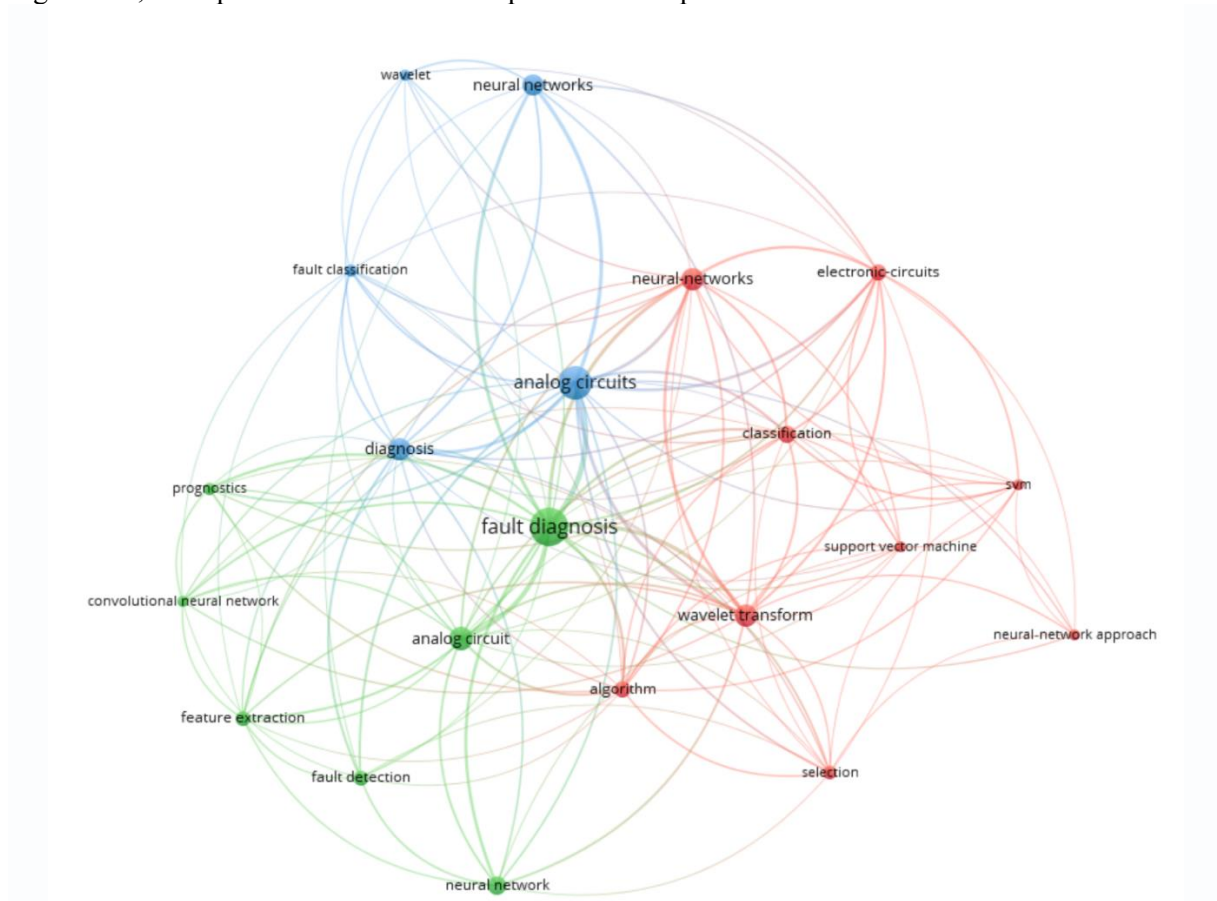 wavelet
neural networks
fault classification
neural-networks
electronic-circuits
analog circuits
classification
diagnosis
prognostics
svm
fault diagnosis
support vector machine
convolutional neural network
wavelet transform
analog circuit
neural-network approach
algorithm
feature extraction
fault detection
selection
neural network